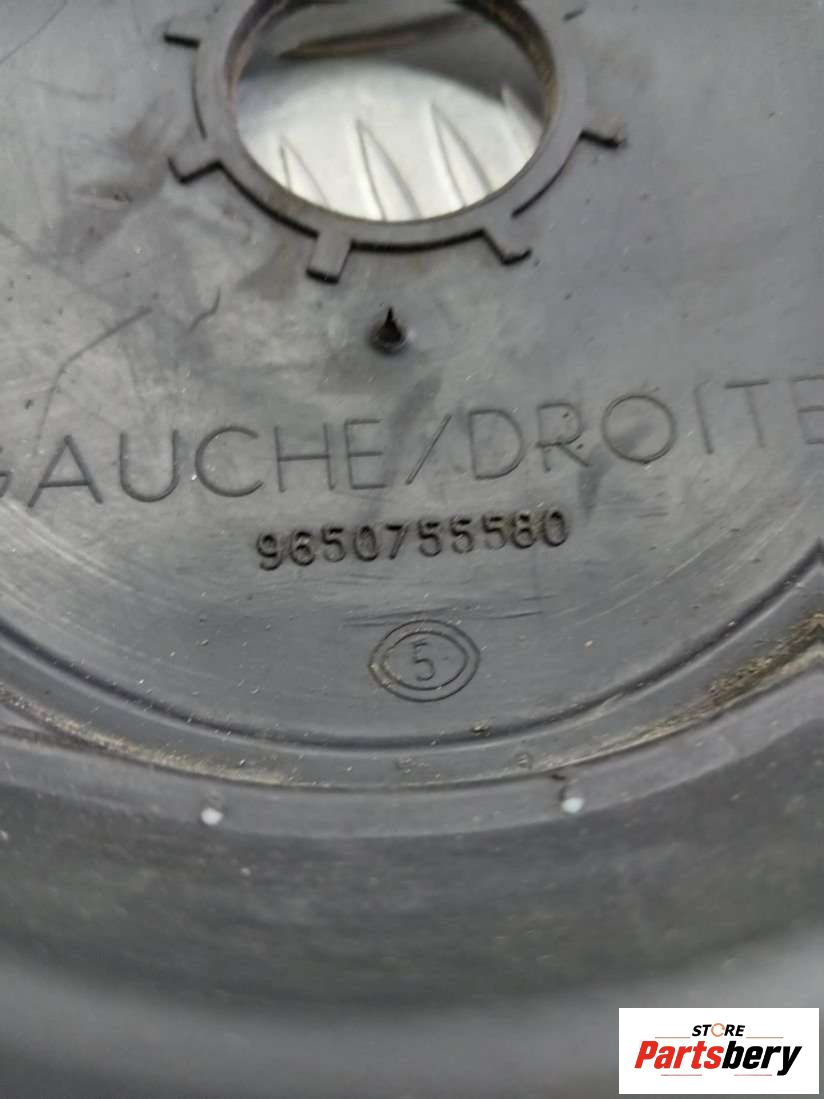 GAUCHE/DROITE
9650755580
5
STORE
Partsbery